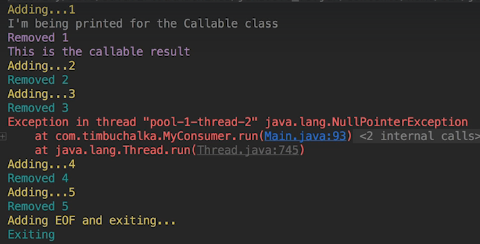 Adding...1
I'm being printed for the Callable class
Removed 1
This is the callable result
Adding...2
Removed 2
Adding...3
Removed 3
Exception in thread "pool-1-thread-2" java.lang.NullPointerException
at com.timbuchalka.MyConsumer.run(Main.java:93) <2 internal calls>
at java.lang.Thread.run(Thread.java:745)
Adding...4
Removed 4
Adding...5
Removed 5
Adding EOF and exiting...
Exiting